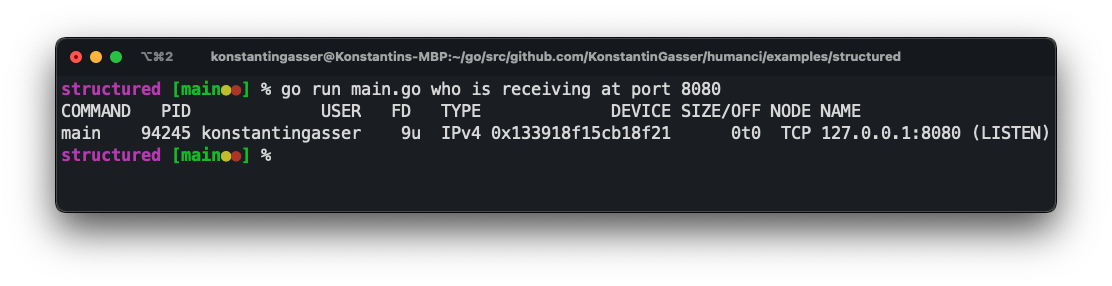 ⌥⌘2 konstantingasser@Konstantins-MBP:~/go/src/github.com/KonstantinGasser/humanci/examples/structured
structured [main●●] % go run main.go who is receiving at port 8080
COMMAND PID USER FD TYPE DEVICE SIZE/OFF NODE NAME
main 94245 konstantingasser 9u IPv4 0x133918f15cb18f21 0t0 TCP 127.0.0.1:8080 (LISTEN)
structured [main●●] %